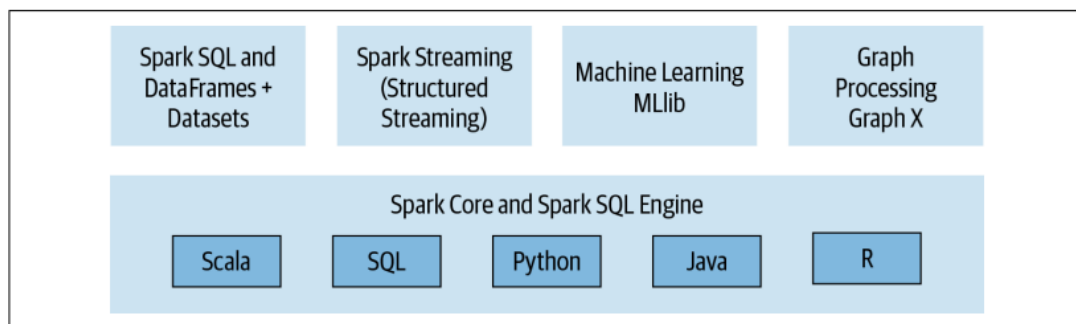 Spark SQL and
DataFrames +
Datasets
Spark Streaming
(Structured
Streaming)
Machine Learning
MLlib
Graph
Processing
Graph X
Spark Core and Spark SQL Engine
Scala
SQL
Python
Java
R